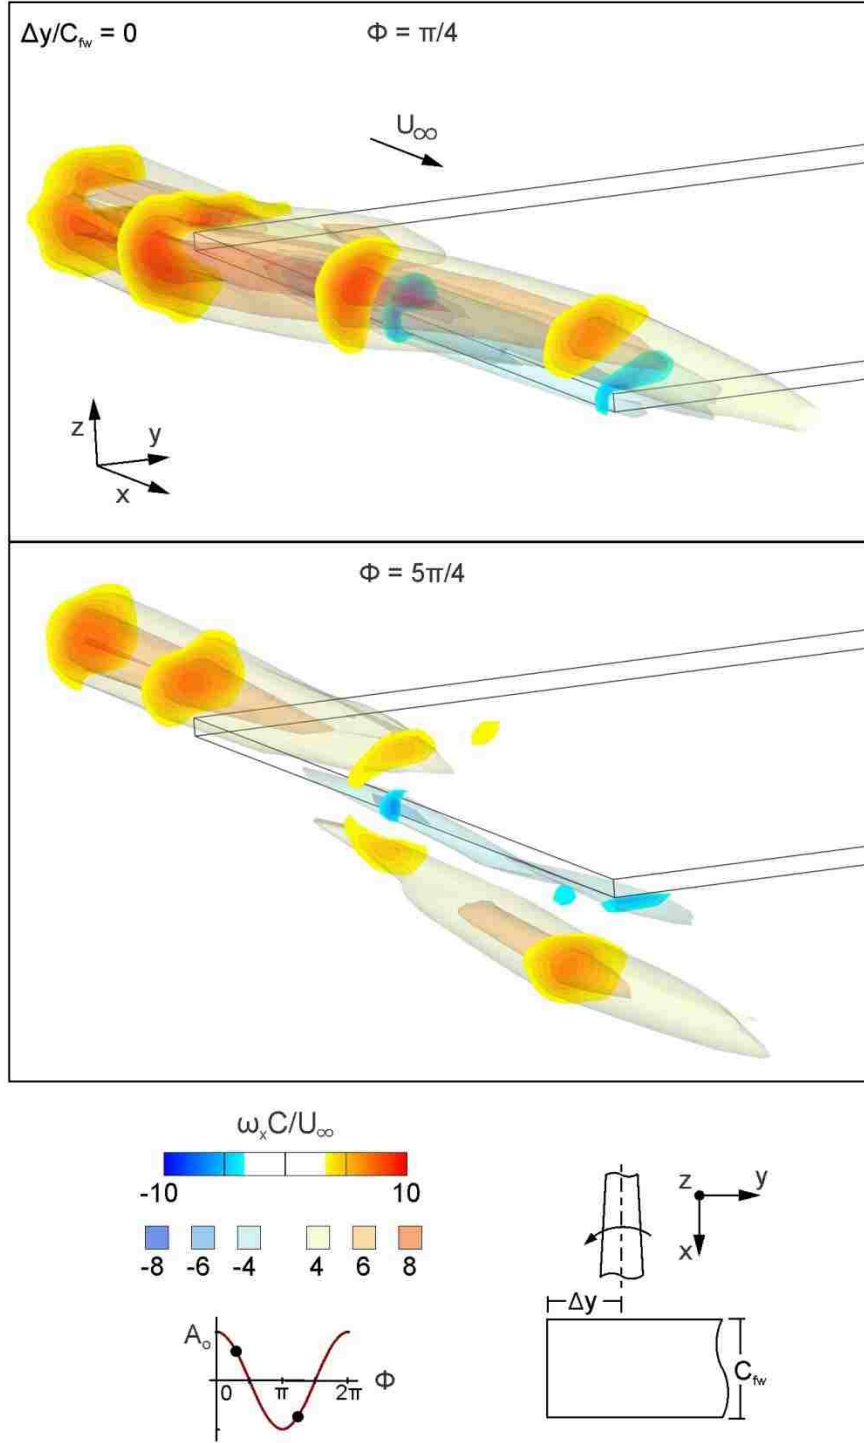 Δy/C_fw = 0
Φ = π/4
U∞
z
y
x
Φ = 5π/4
ω_xC/U∞
-10
10
-8 -6 -4 4 6 8
A_o
0 π 2π Φ
z y
x
Δy
C_fw